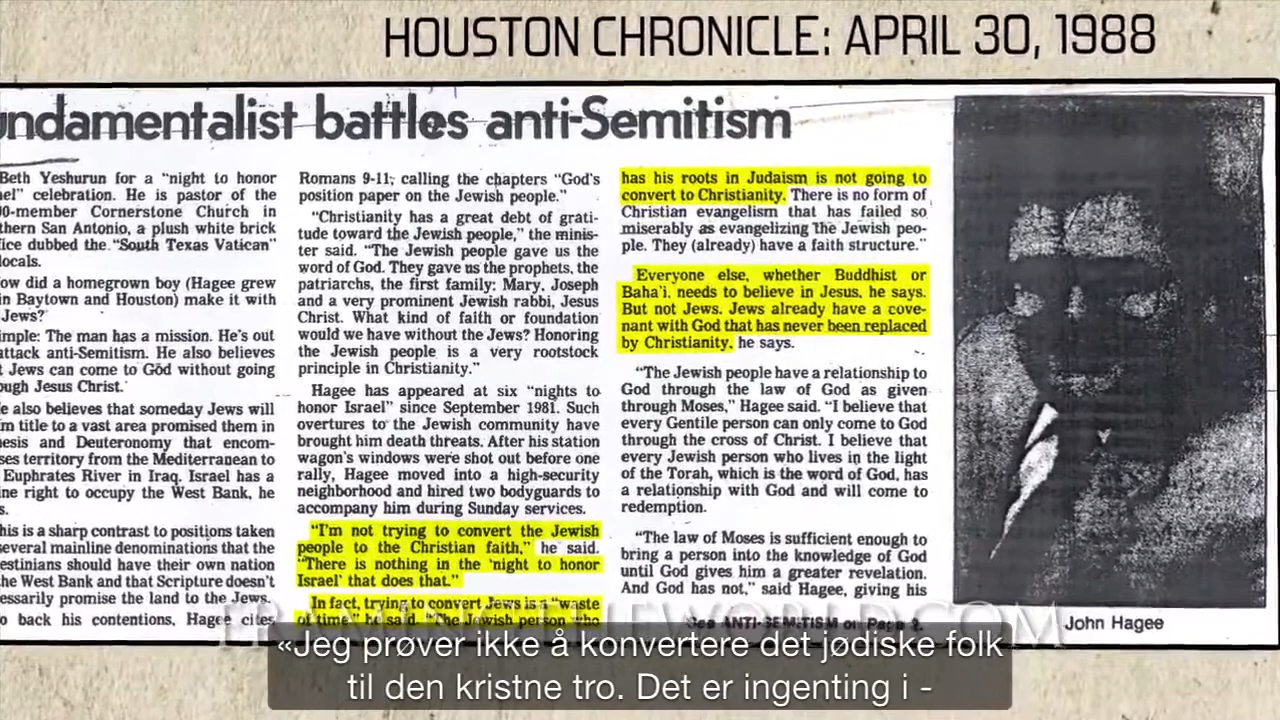 HOUSTON CHRONICLE: APRIL 30, 1988
undamentalist battles anti-Semitism
Beth Yeshurun for a “night to honor
el” celebration. He is pastor of the
0-member Cornerstone Church in
thern San Antonio, a plush white brick
fice dubbed the “South Texas Vatican”
locals.
ow did a homegrown boy (Hagee grew
in Baytown and Houston) make it with
Jews?
imple: The man has a mission. He's out
attack anti-Semitism. He also believes
t Jews can come to God without going
ough Jesus Christ.
e also believes that someday Jews will
m title to a vast area promised them in
esis and Deuteronomy that encom-
ses territory from the Mediterranean to
Euphrates River in Iraq. Israel has a
ine right to occupy the West Bank, he
s.
his is a sharp contrast to positions taken
several mainline denominations that the
estinians should have their own nation
he West Bank and that Scripture doesn't
essarily promise the land to the Jews.
o back his contentions, Hagee cites
Romans 9-11, calling the chapters “God's
position paper on the Jewish people.”
“Christianity has a great debt of grati-
tude toward the Jewish people,” the minis-
ter said. “The Jewish people gave us the
word of God. They gave us the prophets, the
patriarchs, the first family: Mary, Joseph
and a very prominent Jewish rabbi, Jesus
Christ. What kind of faith or foundation
would we have without the Jews? Honoring
the Jewish people is a very rootstock
principle in Christianity.”
Hagee has appeared at six “nights to
honor Israel” since September 1981. Such
overtures to the Jewish community have
brought him death threats. After his station
wagon's windows were shot out before one
rally, Hagee moved into a high-security
neighborhood and hired two bodyguards to
accompany him during Sunday services.
“I'm not trying to convert the Jewish
people to the Christian faith,” he said.
“There is nothing in the ‘night to honor
Israel’ that does that.”
In fact, trying to convert Jews is a “waste
of time,” he said. “The Jewish person who
has his roots in Judaism is not going to
convert to Christianity. There is no form of
Christian evangelism that has failed so
miserably as evangelizing the Jewish peo-
ple. They (already) have a faith structure.”
Everyone else, whether Buddhist or
Baha'i, needs to believe in Jesus, he says.
But not Jews. Jews already have a cove-
nant with God that has never been replaced
by Christianity, he says.
“The Jewish people have a relationship to
God through the law of God as given
through Moses,” Hagee said. “I believe that
every Gentile person can only come to God
through the cross of Christ. I believe that
every Jewish person who lives in the light
of the Torah, which is the word of God, has
a relationship with God and will come to
redemption.
“The law of Moses is sufficient enough to
bring a person into the knowledge of God
until God gives him a greater revelation.
And God has not,” said Hagee, giving his
See ANTI-SEMITISM on Page 2.
John Hagee
«Jeg prøver ikke å konvertere det jødiske folk
til den kristne tro. Det er ingenting i -